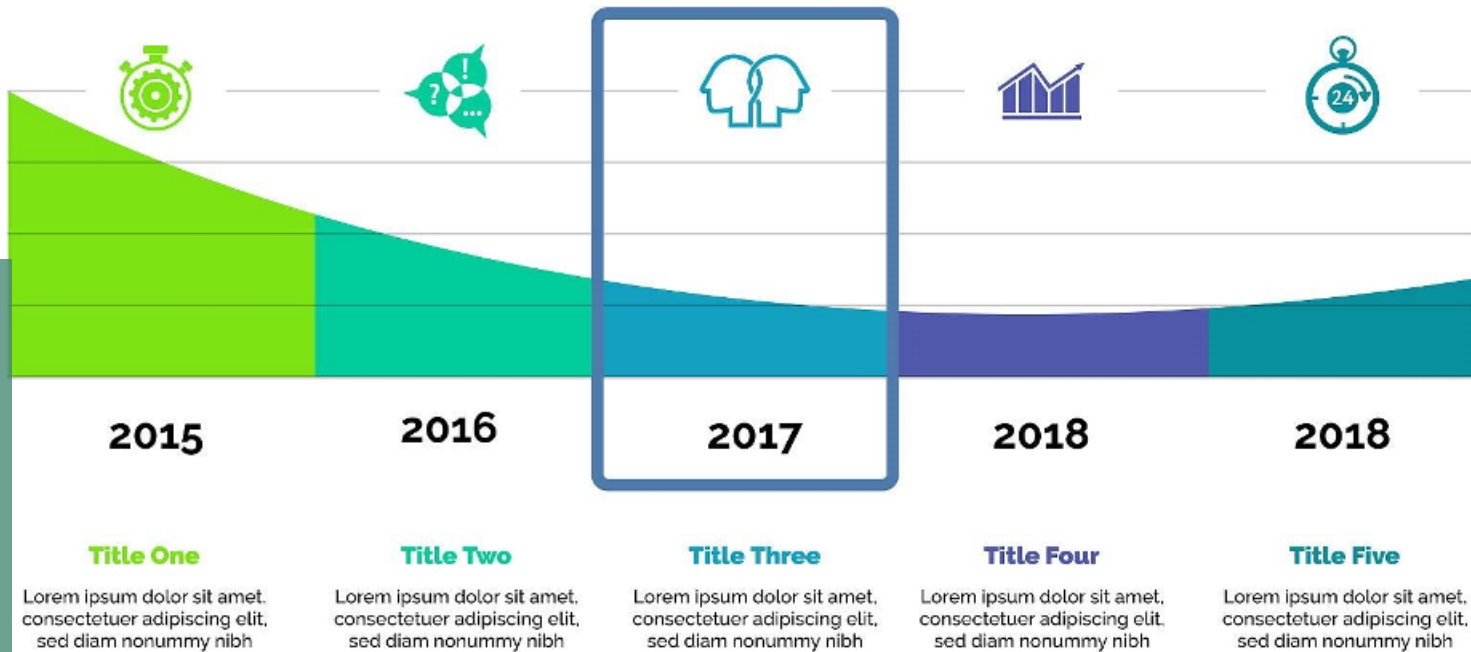 ?
!
...
24
2015
2016
2017
2018
2018
Title One
Lorem ipsum dolor sit amet,
consectetuer adipiscing elit,
sed diam nonummy nibh
Title Two
Lorem ipsum dolor sit amet,
consectetuer adipiscing elit,
sed diam nonummy nibh
Title Three
Lorem ipsum dolor sit amet,
consectetuer adipiscing elit,
sed diam nonummy nibh
Title Four
Lorem ipsum dolor sit amet,
consectetuer adipiscing elit,
sed diam nonummy nibh
Title Five
Lorem ipsum dolor sit amet,
consectetuer adipiscing elit,
sed diam nonummy nibh